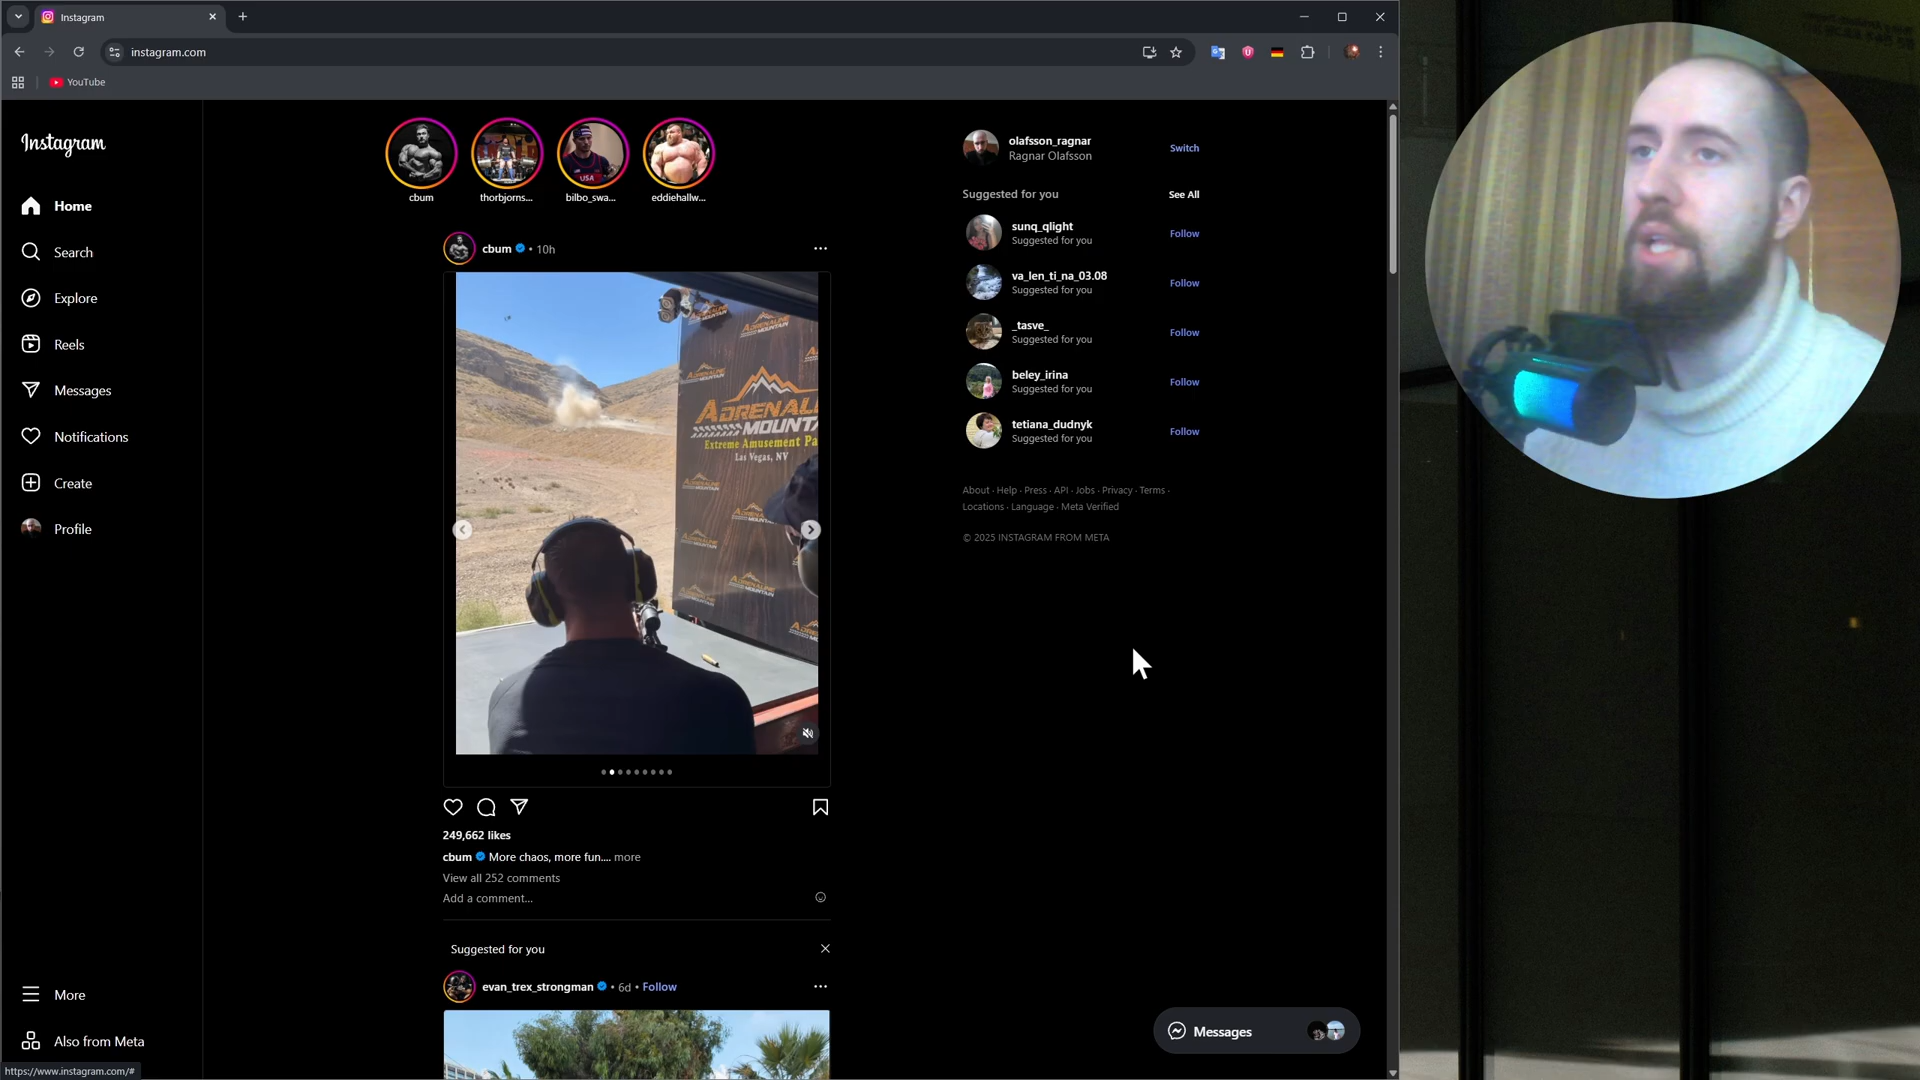 Instagram
instagram.com
YouTube
Instagram
Home
Search
Explore
Reels
Messages
Notifications
Create
Profile
More
Also from Meta
https://www.instagram.com/#
cbum
thorbjorns...
bilbo_swa...
eddiehallw...
cbum • 10h
ADRENALINE
MOUNTAIN
ADRENAL
MOUNTA
Extreme Amusement Pa
Las Vegas, NV
USA
249,662 likes
cbum More chaos, more fun.... more
View all 252 comments
Add a comment...
Suggested for you
evan_trex_strongman • 6d • Follow
olafsson_ragnar
Ragnar Olafsson
Switch
Suggested for you
See All
sunq_qlight
Suggested for you
Follow
va_len_ti_na_03.08
Suggested for you
Follow
_tasve_
Suggested for you
Follow
beley_irina
Suggested for you
Follow
tetiana_dudnyk
Suggested for you
Follow
About · Help · Press · API · Jobs · Privacy · Terms ·
Locations · Language · Meta Verified
© 2025 INSTAGRAM FROM META
Messages